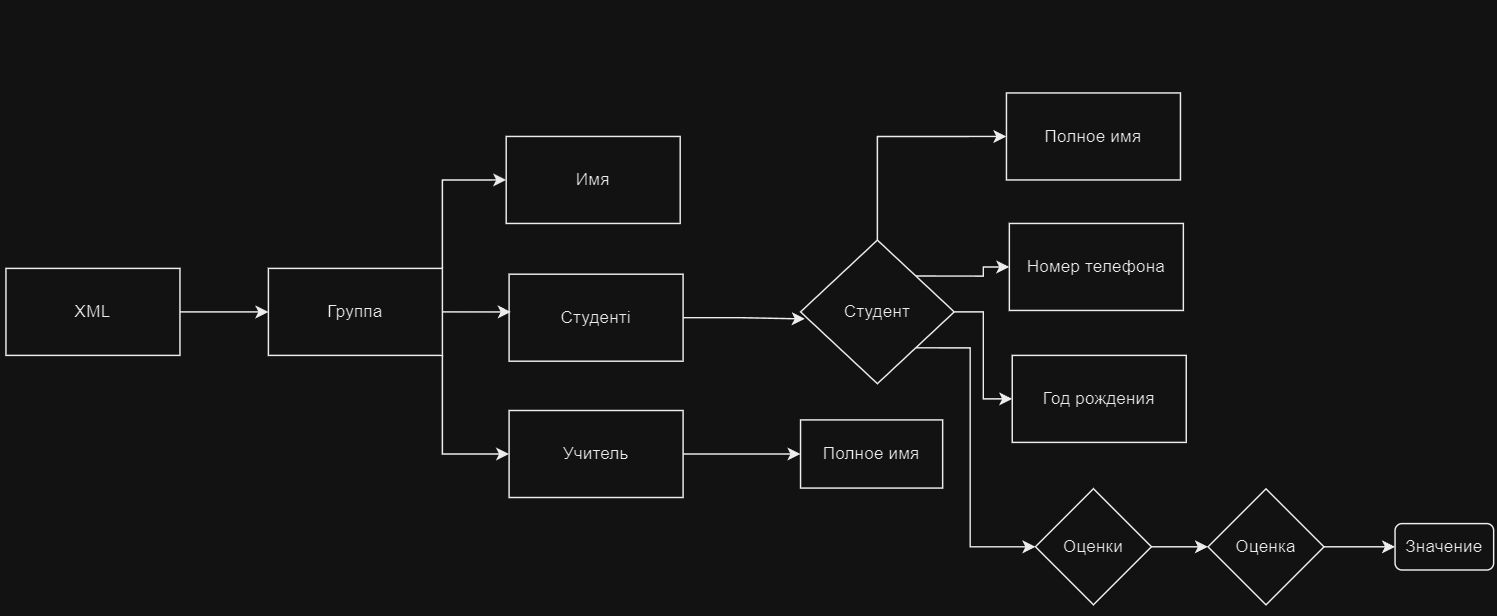 XML
Группа
Имя
Студенті
Учитель
Полное имя
Студент
Полное имя
Номер телефона
Год рождения
Оценки
Оценка
Значение